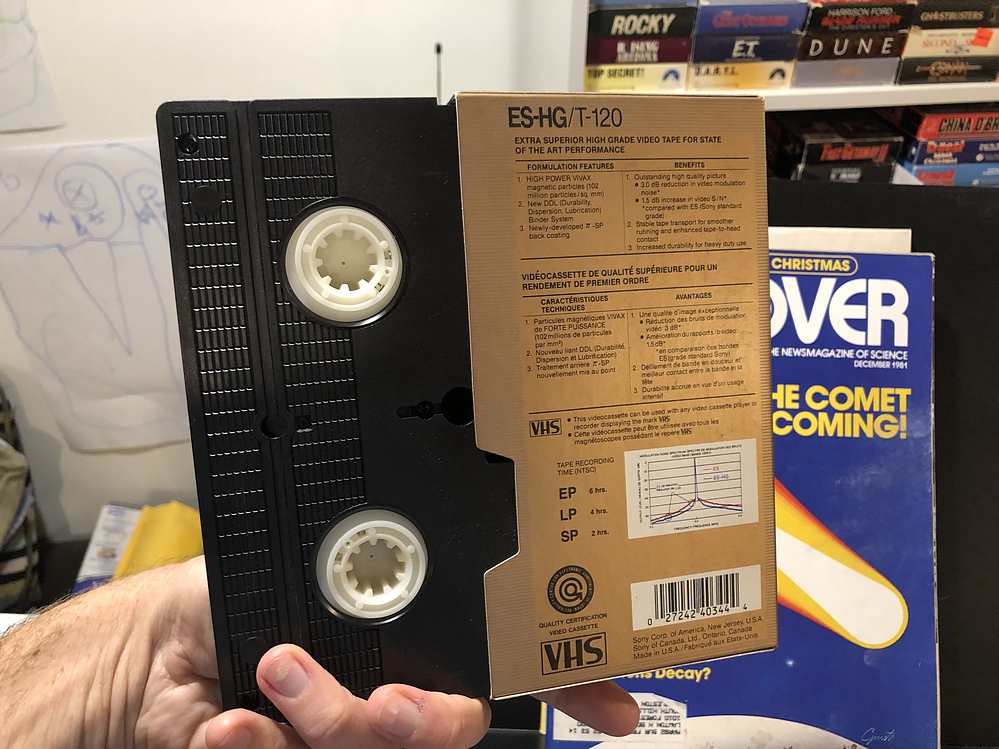 ROCKY
HARRISON FORD
BLADE RUNNER
GHOSTBUSTERS
E.T.
DUNE
TOP SECRET!
D.A.R.Y.L.
CONAN
ES-HG/T-120
EXTRA SUPERIOR HIGH GRADE VIDEO TAPE FOR STATE
OF THE ART PERFORMANCE
FORMULATION FEATURES
1. HIGH POWER VIVAX
magnetic particles (102
million particles/sq. mm)
2. New DDL (Durability,
Dispersion, Lubrication)
Binder System
3. Newly-developed π-SP
back coating
BENEFITS
1. Outstanding high quality picture
• 3.0 dB reduction in video modulation
noise*
• 1.5 dB increase in video S/N*
*compared with ES (Sony standard
grade)
2. Stable tape transport for smoother
running and enhanced tape-to-head
contact
3. Increased durability for heavy duty use
VIDÉOCASSETTE DE QUALITÉ SUPÉRIEURE POUR UN
RENDEMENT DE PREMIER ORDRE
CARACTÉRISTIQUES
TECHNIQUES
1. Particules magnétiques VIVAX
de FORTE PUISSANCE
(102 millions de particules
par mm²)
2. Nouveau liant DDL (Durabilité,
Dispersion et Lubrification)
3. Traitement arrière π-SP
nouvellement mis au point
AVANTAGES
1. Une qualité d'image exceptionnelle
• Réduction des bruits de modulation
vidéo: 3 dB*
• Amélioration du rapport s/p vidéo:
1,5dB*
*en comparaison des bandes
ES (grade standard Sony)
2. Défilement de bande en douceur et
meilleur contact entre la bande et la
tête
3. Durabilité accrue en vue d'un usage
intensif
VHS
• This videocassette can be used with any video cassette player or
recorder displaying the mark VHS
• Cette vidéocassette peut être utilisée avec tous les
magnétoscopes possédant le repère VHS
TAPE RECORDING
TIME (NTSC)
EP 6 hrs.
LP 4 hrs.
SP 2 hrs.
ES
ES-HG
QUALITY CERTIFICATION
VIDEO CASSETTE
VHS
0 27242 40344 4
Sony Corp. of America, New Jersey, U.S.A.
Sony of Canada, Ltd., Ontario, Canada
Made in U.S.A. / Fabriqué aux Etats-Unis
CHINA O'BR
CHRISTMAS
OVER
HE NEWSMAGAZINE OF SCIENCE
DECEMBER 1981
HE COMET
COMING!
ons Decay?